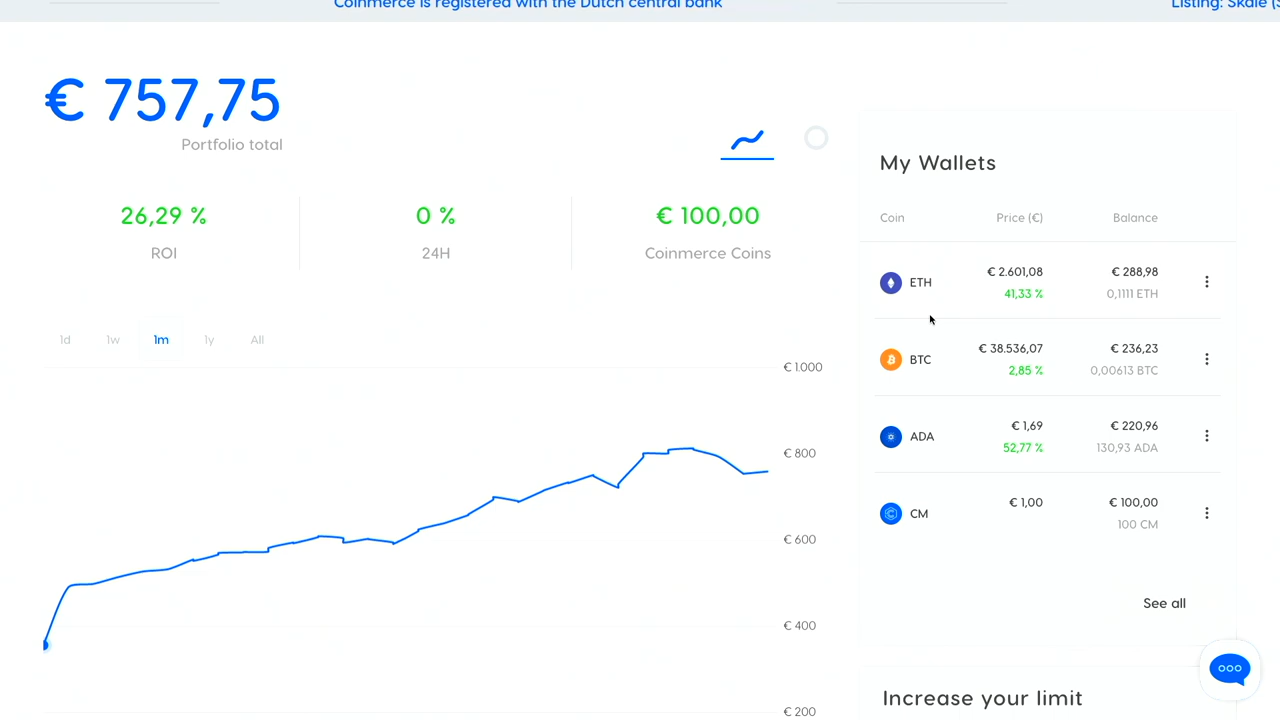 Coinmerce is registered with the Dutch central bank
Listing: Skale (S
€ 757,75
Portfolio total
26,29 %
ROI
0 %
24H
€ 100,00
Coinmerce Coins
1d 1w 1m 1y All
€ 1.000
€ 800
€ 600
€ 400
€ 200
My Wallets
Coin Price (€) Balance
ETH € 2.601,08 € 288,98
41,33 % 0,1111 ETH
BTC € 38.536,07 € 236,23
2,85 % 0,00613 BTC
ADA € 1,69 € 220,96
52,77 % 130,93 ADA
CM € 1,00 € 100,00
100 CM
See all
Increase your limit